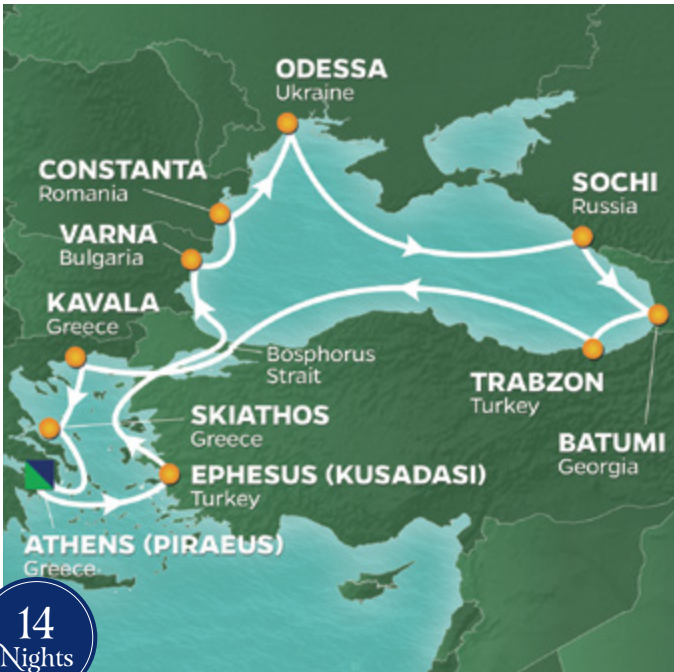 ODESSA
Ukraine
CONSTANTA
Romania
SOCHI
Russia
VARNA
Bulgaria
KAVALA
Greece
Bosphorus
Strait
TRABZON
Turkey
SKIATHOS
Greece
BATUMI
Georgia
EPHESUS (KUSADASI)
Turkey
ATHENS (PIRAEUS)
Greece
14
Nights